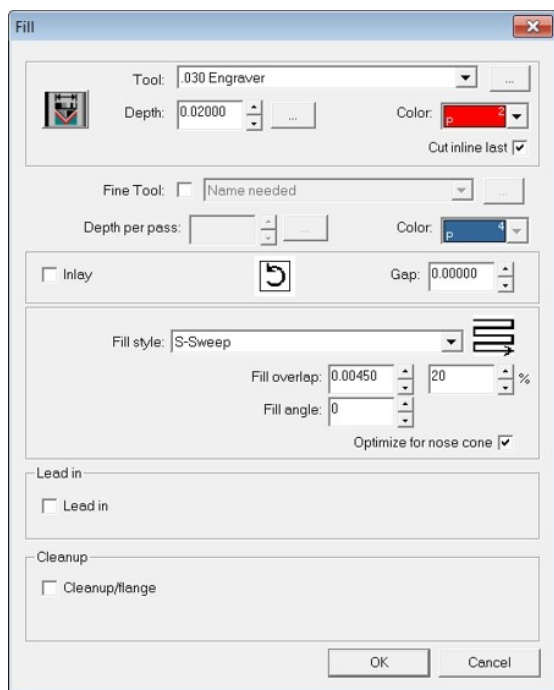 Fill
Tool: .030 Engraver ...
Depth: 0.02000 ... Color: P 2
Cut inline last
Fine Tool: Name needed ...
Depth per pass: ... Color: P 4
Inlay Gap: 0.00000
Fill style: S-Sweep
Fill overlap: 0.00450 20 %
Fill angle: 0
Optimize for nose cone
Lead in
Lead in
Cleanup
Cleanup/flange
OK Cancel